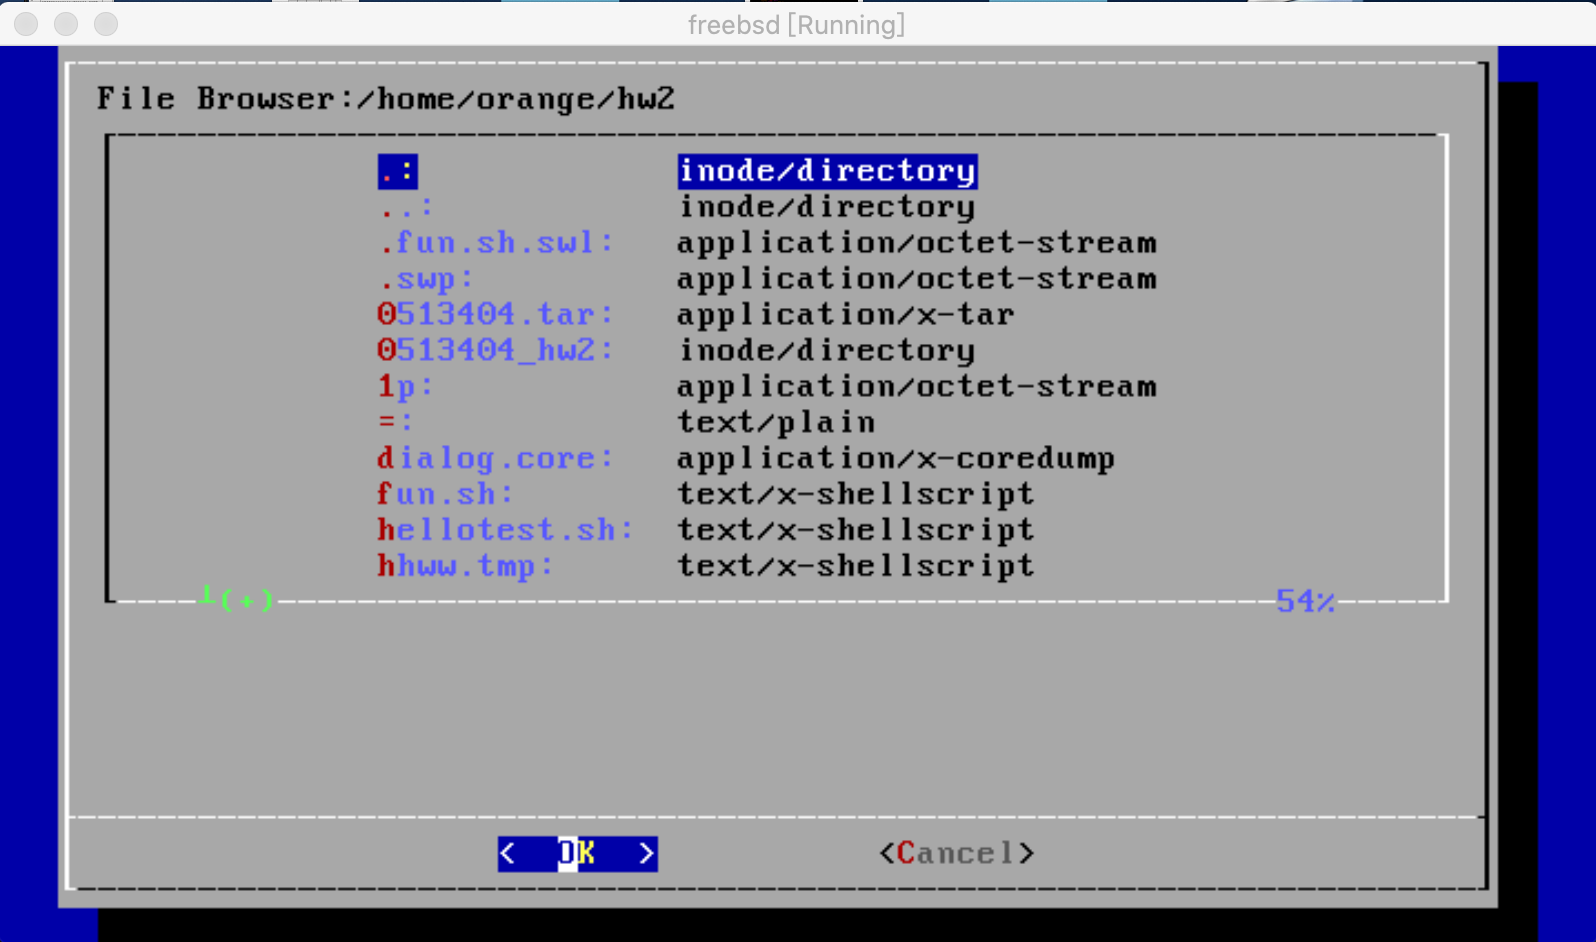 freebsd [Running]
File Browser:/home/orange/hw2
.: inode/directory
..: inode/directory
.fun.sh.swl: application/octet-stream
.swp: application/octet-stream
0513404.tar: application/x-tar
0513404_hw2: inode/directory
1p: application/octet-stream
=: text/plain
dialog.core: application/x-coredump
fun.sh: text/x-shellscript
hellotest.sh: text/x-shellscript
hhww.tmp: text/x-shellscript
┴(+) 54%
< OK > <Cancel>